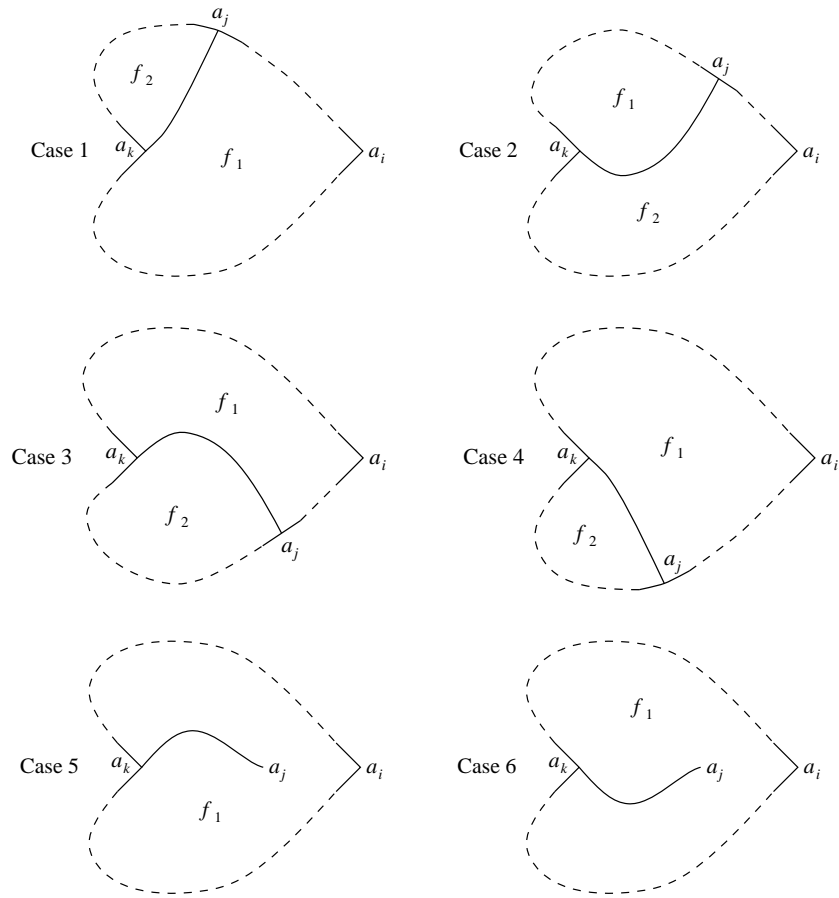 a_j
f_2
Case 1
a_k
f_1
a_i
a_j
f_1
Case 2
a_k
a_i
f_2
f_1
Case 3
a_k
a_i
f_2
a_j
f_1
Case 4
a_k
a_i
f_2
a_j
Case 5
a_k
a_j
a_i
f_1
f_1
Case 6
a_k
a_j
a_i